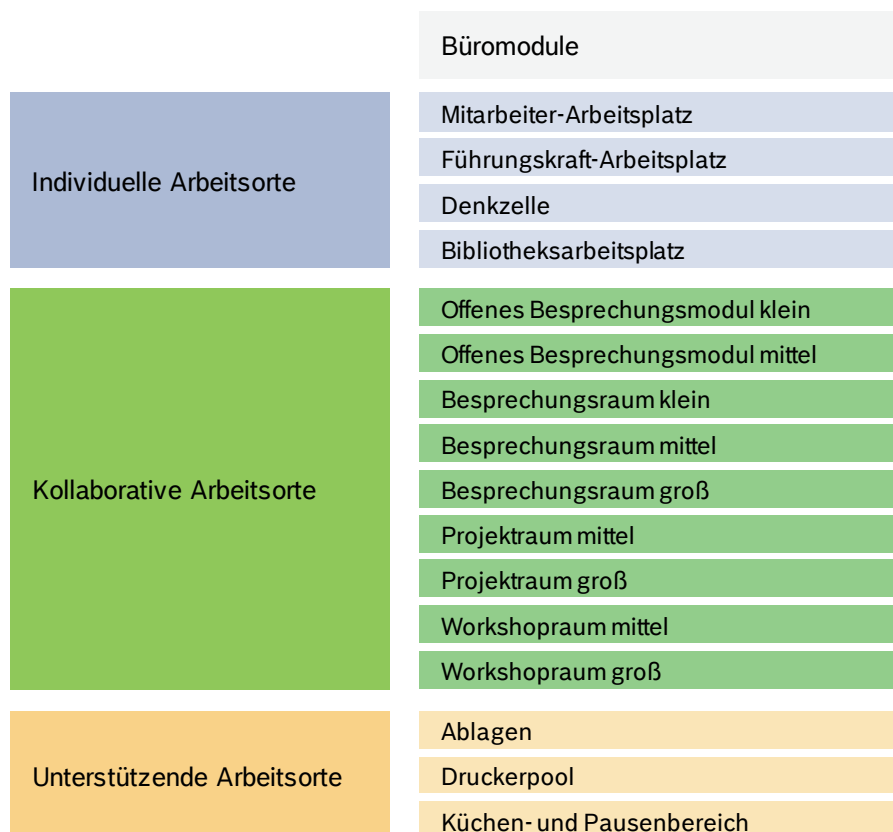 Büromodule
Individuelle Arbeitsorte
Mitarbeiter-Arbeitsplatz
Führungskraft-Arbeitsplatz
Denkzelle
Bibliotheksarbeitsplatz
Kollaborative Arbeitsorte
Offenes Besprechungsmodul klein
Offenes Besprechungsmodul mittel
Besprechungsraum klein
Besprechungsraum mittel
Besprechungsraum groß
Projektraum mittel
Projektraum groß
Workshopraum mittel
Workshopraum groß
Unterstützende Arbeitsorte
Ablagen
Druckerpool
Küchen- und Pausenbereich